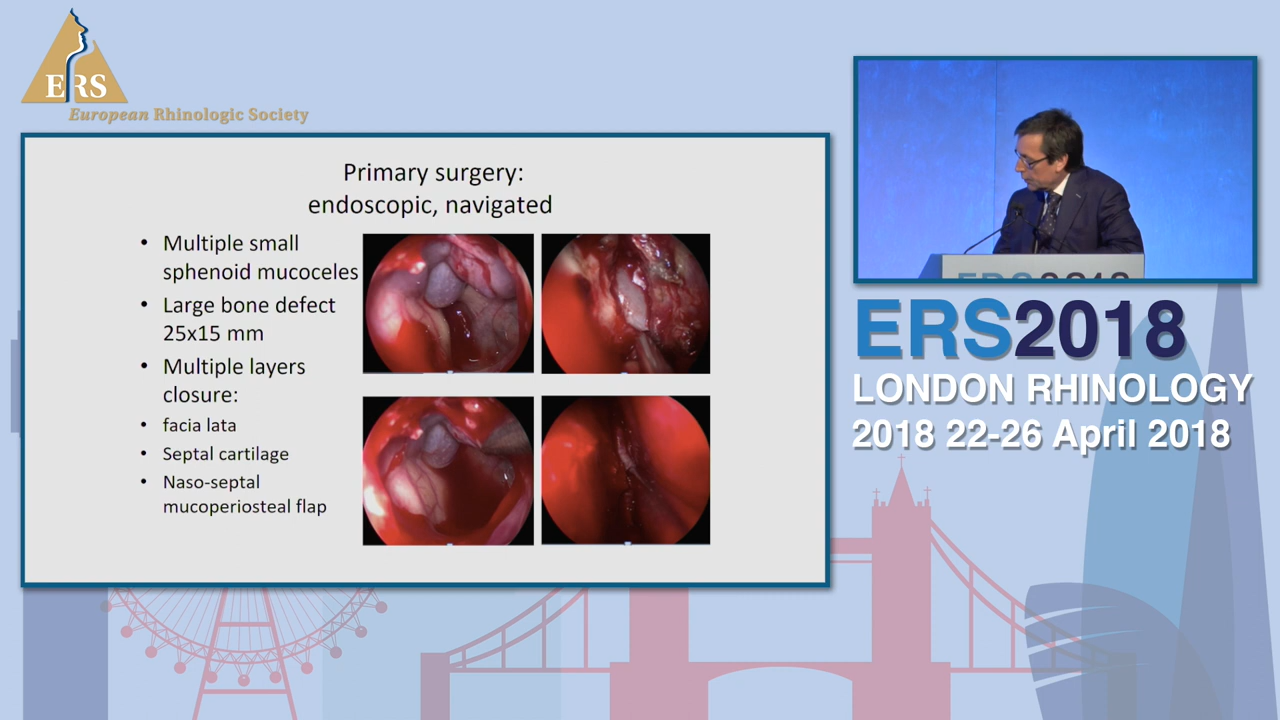 ERS
European Rhinologic Society
Primary surgery:
endoscopic, navigated
• Multiple small
sphenoid mucoceles
• Large bone defect
25x15 mm
• Multiple layers
closure:
• facia lata
• Septal cartilage
• Naso-septal
mucoperiosteal flap
ERS2018
ERS2018
LONDON RHINOLOGY
2018 22-26 April 2018